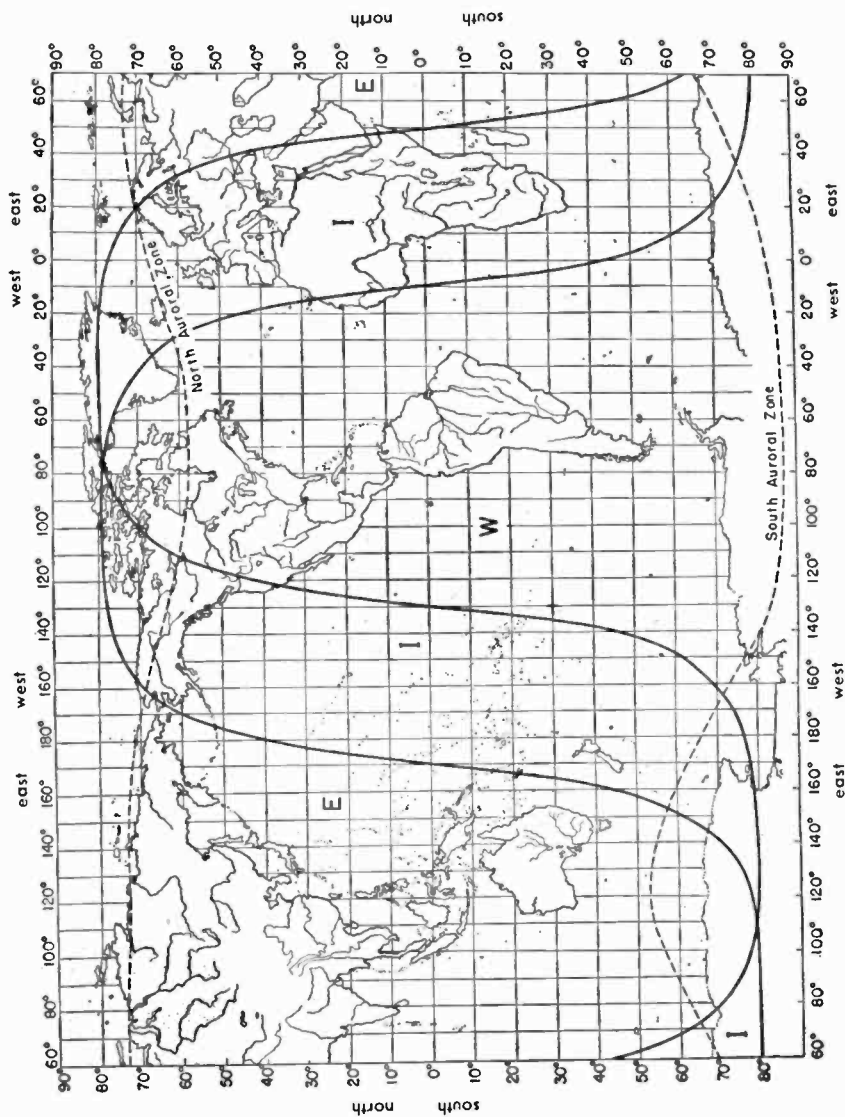 east west west east
60° 80° 100° 120° 140° 160° 180° 160° 140° 120° 100° 80° 60° 40° 20° 0° 20° 40° 60°
north south
90° 80° 70° 60° 50° 40° 30° 20° 10° 0° 10° 20° 30° 40° 50° 60° 70° 80°
North Auroral Zone
E
I
E
I
W
I
South Auroral Zone
north south
90° 80° 70° 60° 50° 40° 30° 20° 10° 0° 10° 20° 30° 40° 50° 60° 70° 80° 90°
60° 80° 100° 120° 140° 160° 180° 160° 140° 120° 100° 80° 60° 40° 20° 0° 20° 40° 60°
east west west east